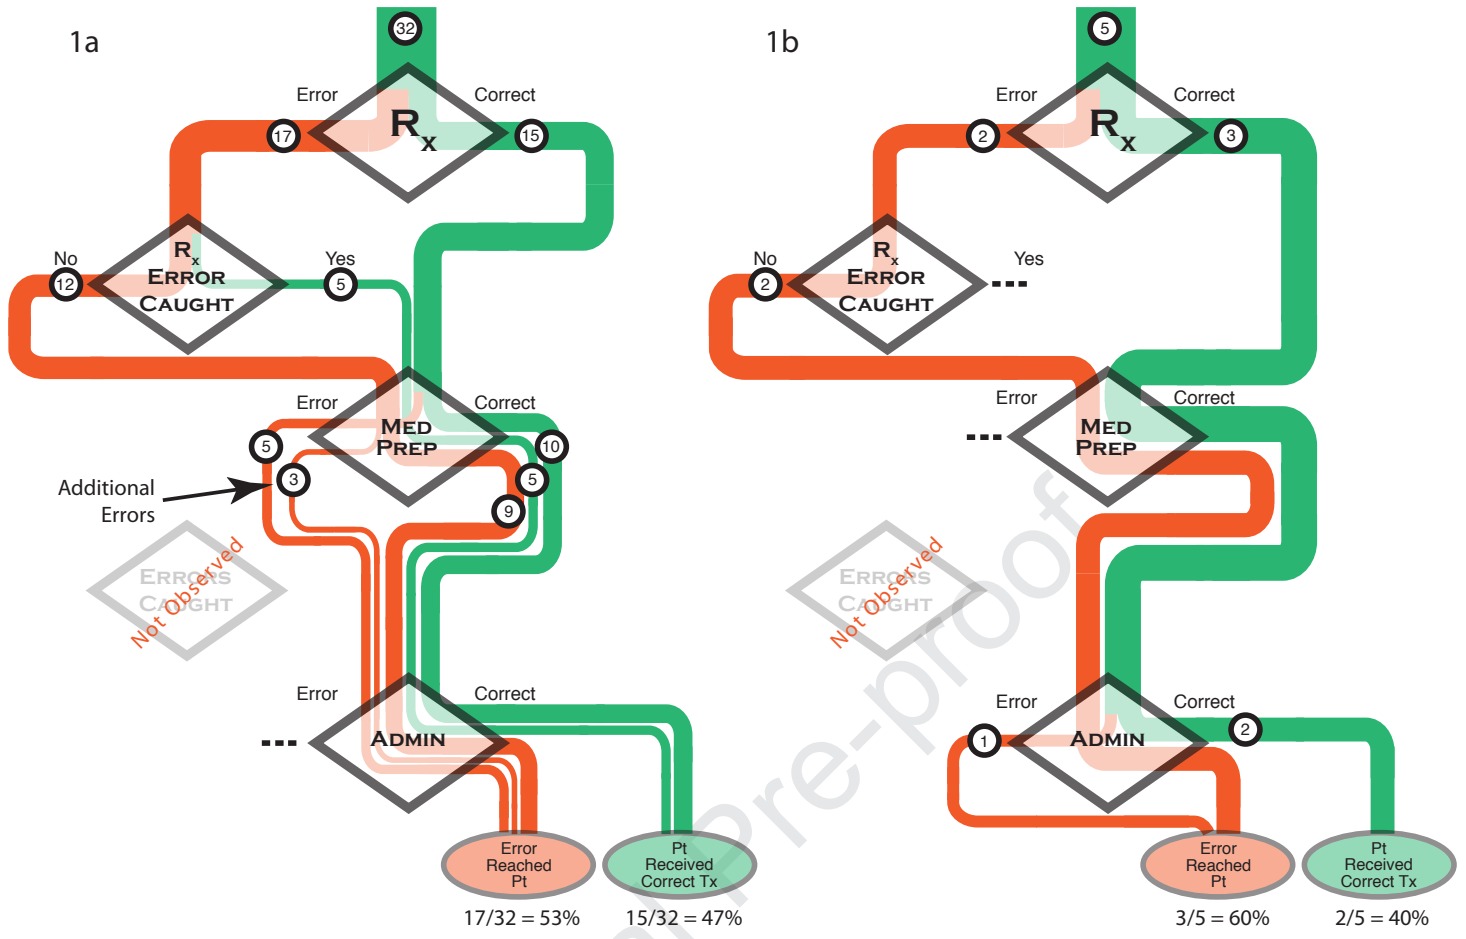 1a
32
Error
Correct
Rx
17
15
No
Rx
Error
Caught
Yes
12
5
Error
Correct
Med
Prep
5
10
3
5
9
Additional
Errors
Errors
Caught
Not Observed
Error
Correct
Admin
Error
Reached
Pt
Pt
Received
Correct Tx
17/32 = 53%
15/32 = 47%
1b
5
Error
Correct
Rx
2
3
No
Rx
Error
Caught
Yes
2
Error
Correct
Med
Prep
Errors
Caught
Not Observed
Error
Correct
Admin
1
2
Error
Reached
Pt
Pt
Received
Correct Tx
3/5 = 60%
2/5 = 40%
Pre-proof